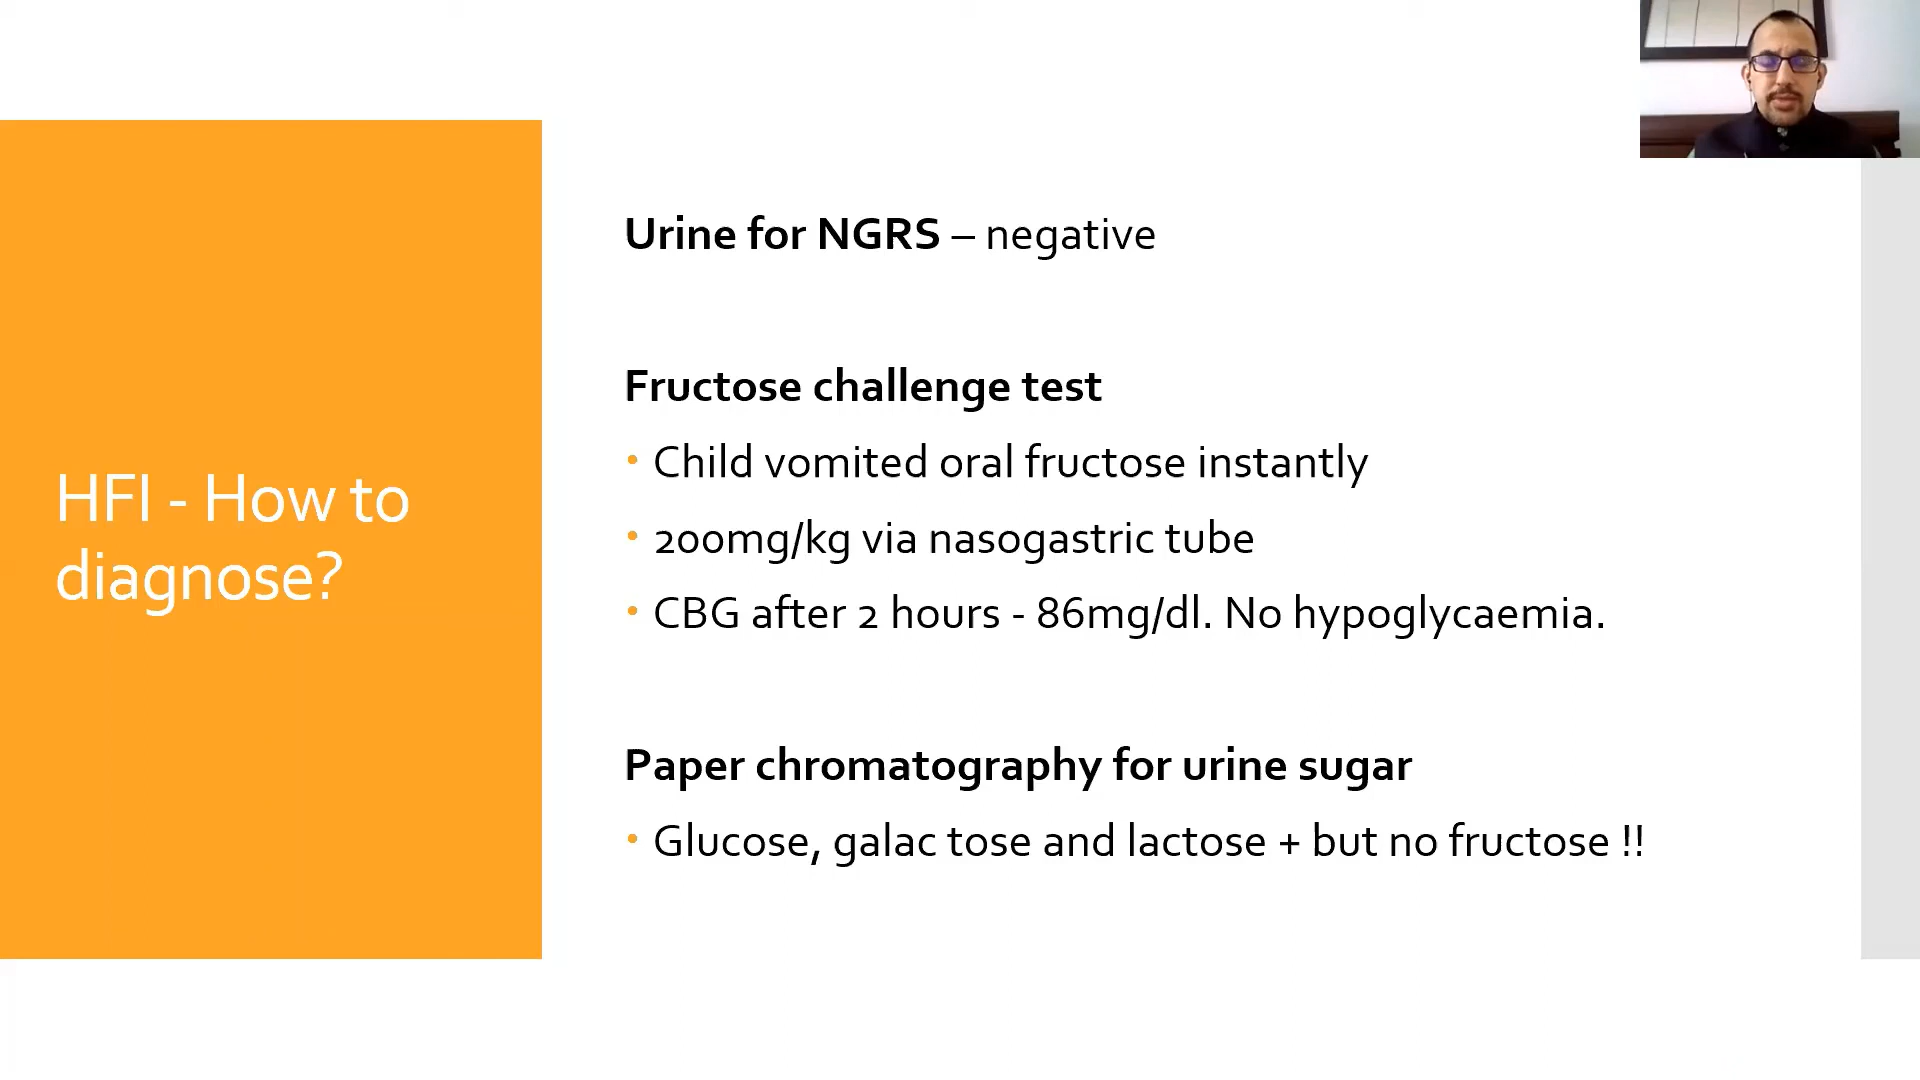 HFI - How to
diagnose?
Urine for NGRS – negative
Fructose challenge test
• Child vomited oral fructose instantly
• 200mg/kg via nasogastric tube
• CBG after 2 hours - 86mg/dl. No hypoglycaemia.
Paper chromatography for urine sugar
• Glucose, galac tose and lactose + but no fructose !!